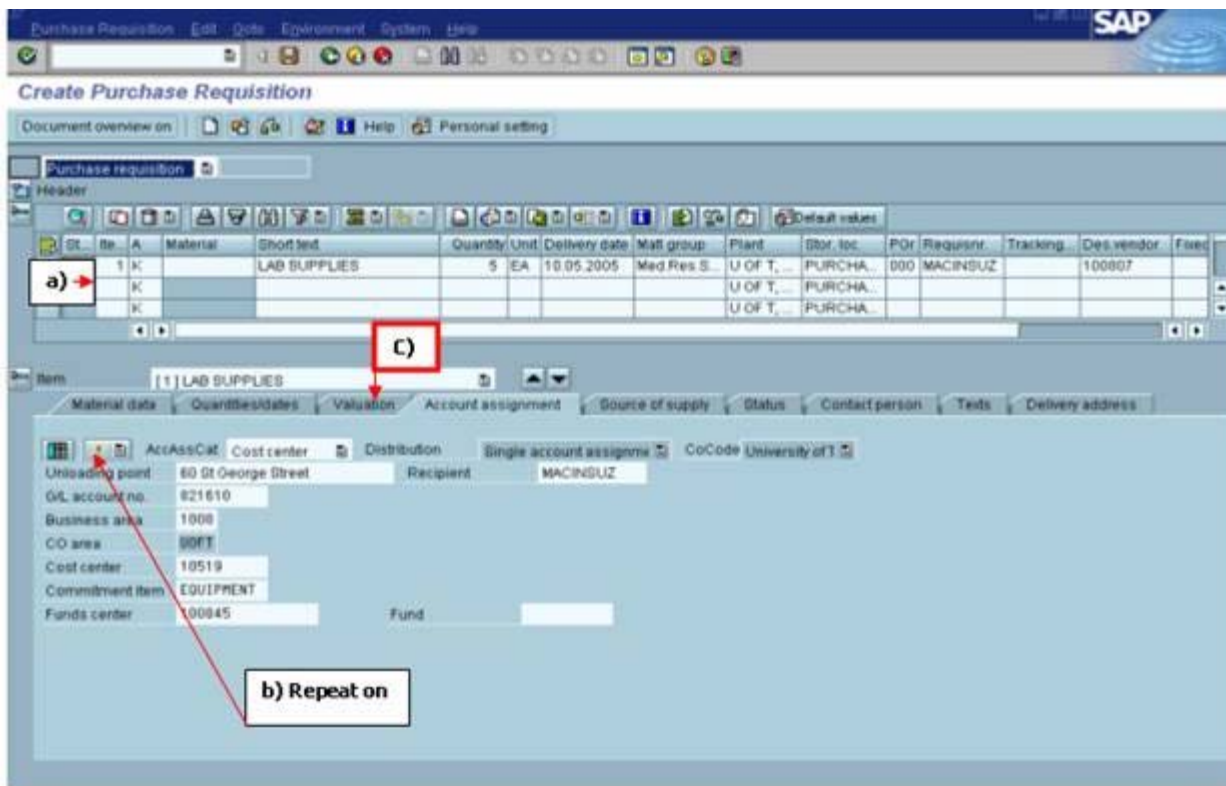 Purchase Requisition Edit Goto Environment System Help
SAP
Create Purchase Requisition
Document overview on Help Personal setting
Purchase requisition
Header
Default values
St.. Ite.. A Material Short text Quantity Unit Delivery date Matl group Plant Stor. loc. POr Requisnr. Tracking Des.vendor Fixed
1 K LAB SUPPLIES 5 EA 10.05.2005 Med.Res.S... U OF T, ... PURCHA... 000 MACINSUZ 100807
a)
K U OF T, ... PURCHA...
K U OF T, ... PURCHA...
C)
Item [ 1 ] LAB SUPPLIES
Material data Quantities/dates Valuation Account assignment Source of supply Status Contact person Texts Delivery address
AccAssCat Cost center Distribution Single account assignme CoCode University of T
Unloading point 60 St George Street Recipient MACINSUZ
G/L account no. 821610
Business area 1000
CO area UOFT
Cost center 10519
Commitment item EQUIPMENT
Funds center 100045 Fund
b) Repeat on